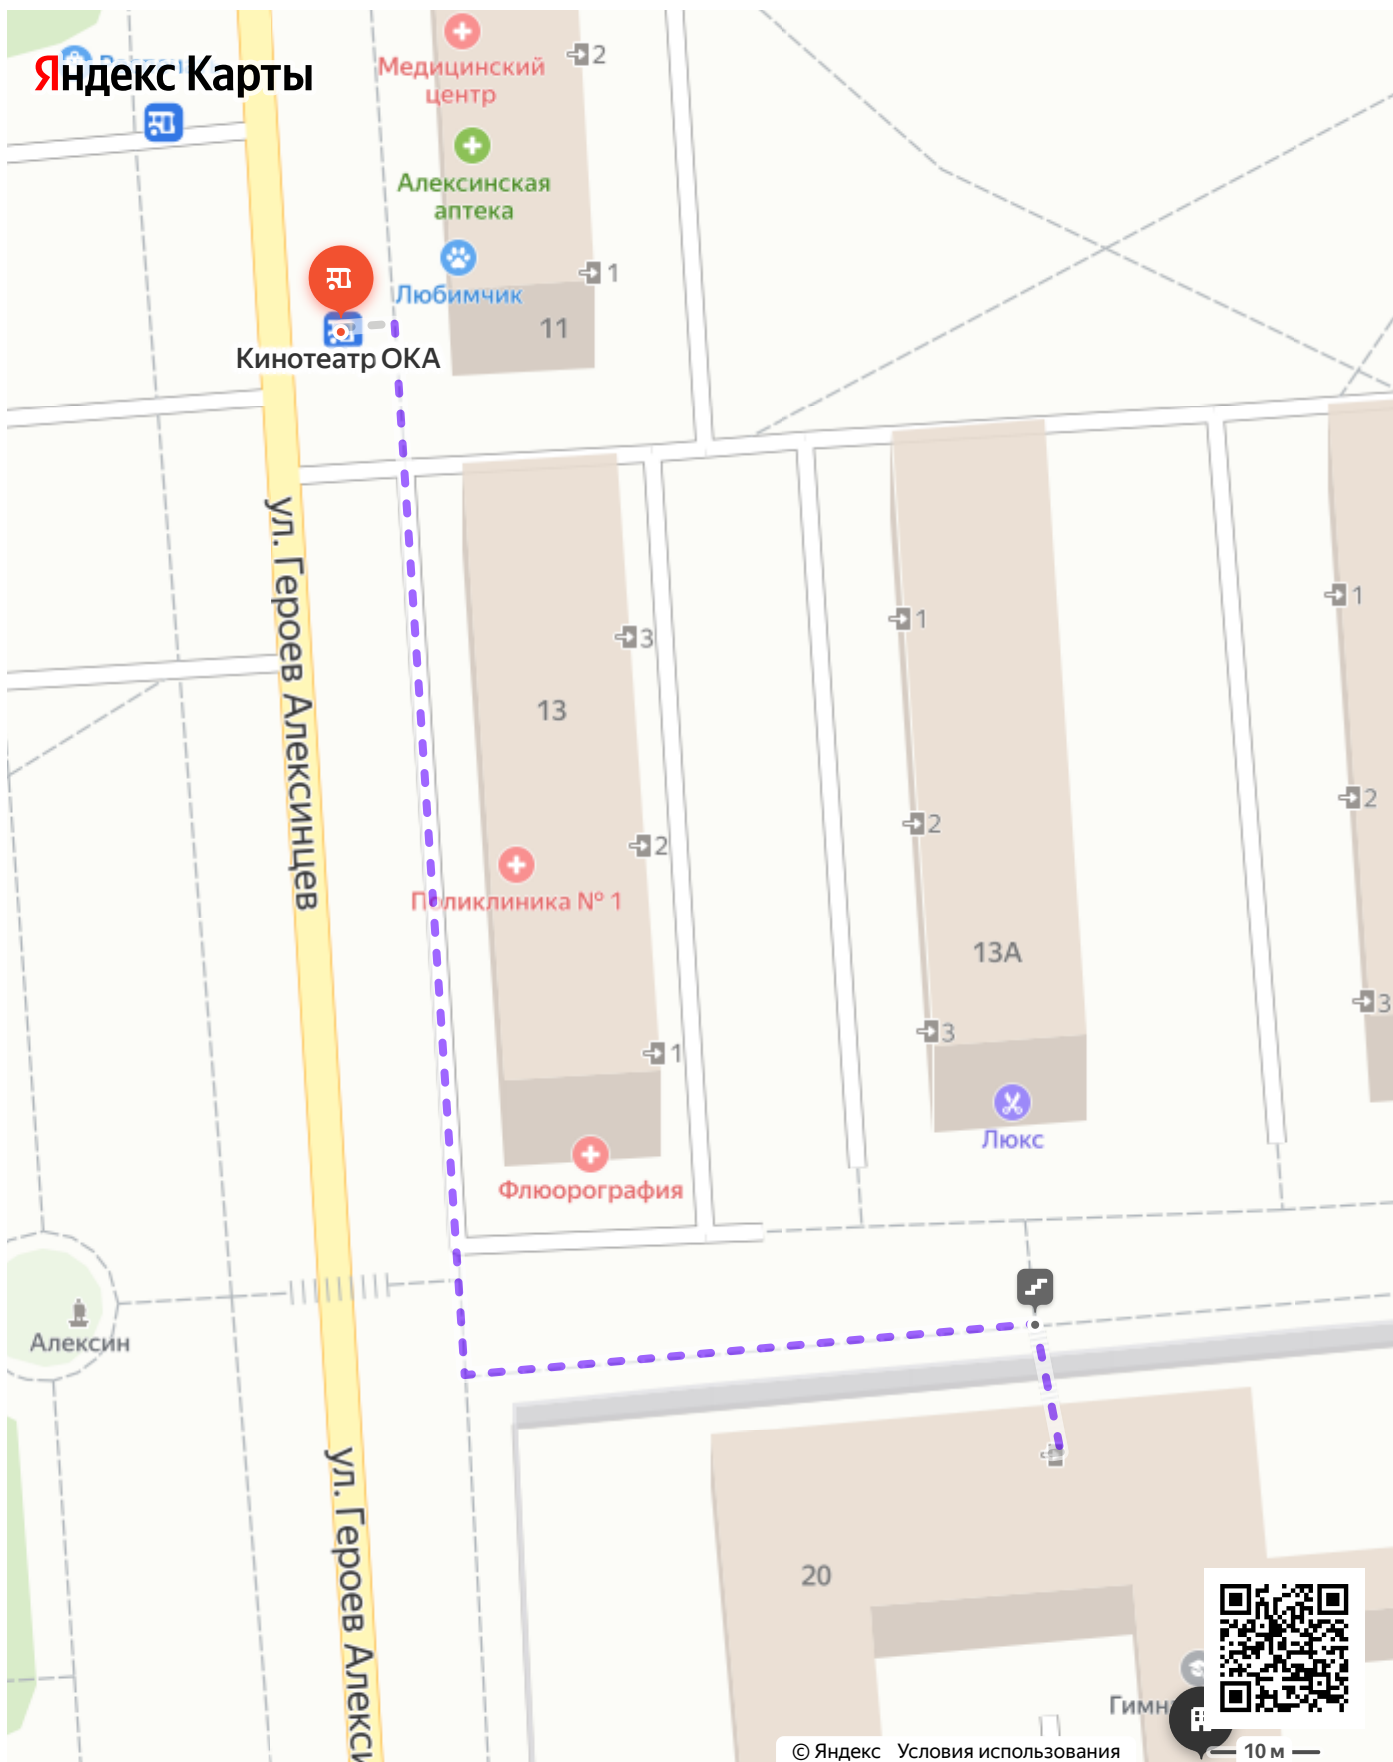 Яндекс Карты
2
Медицинский
центр
Алексинская
аптека
1
Любимчик
11
Кинотеатр ОКА
ул. Героев Алексинцев
1
1
3
13
2
2
2
Поликлиника № 1
13А
3
3
1
Люкс
Флюорография
Алексин
ул. Героев Алекси
20
Гимн
© Яндекс Условия использования
10 м